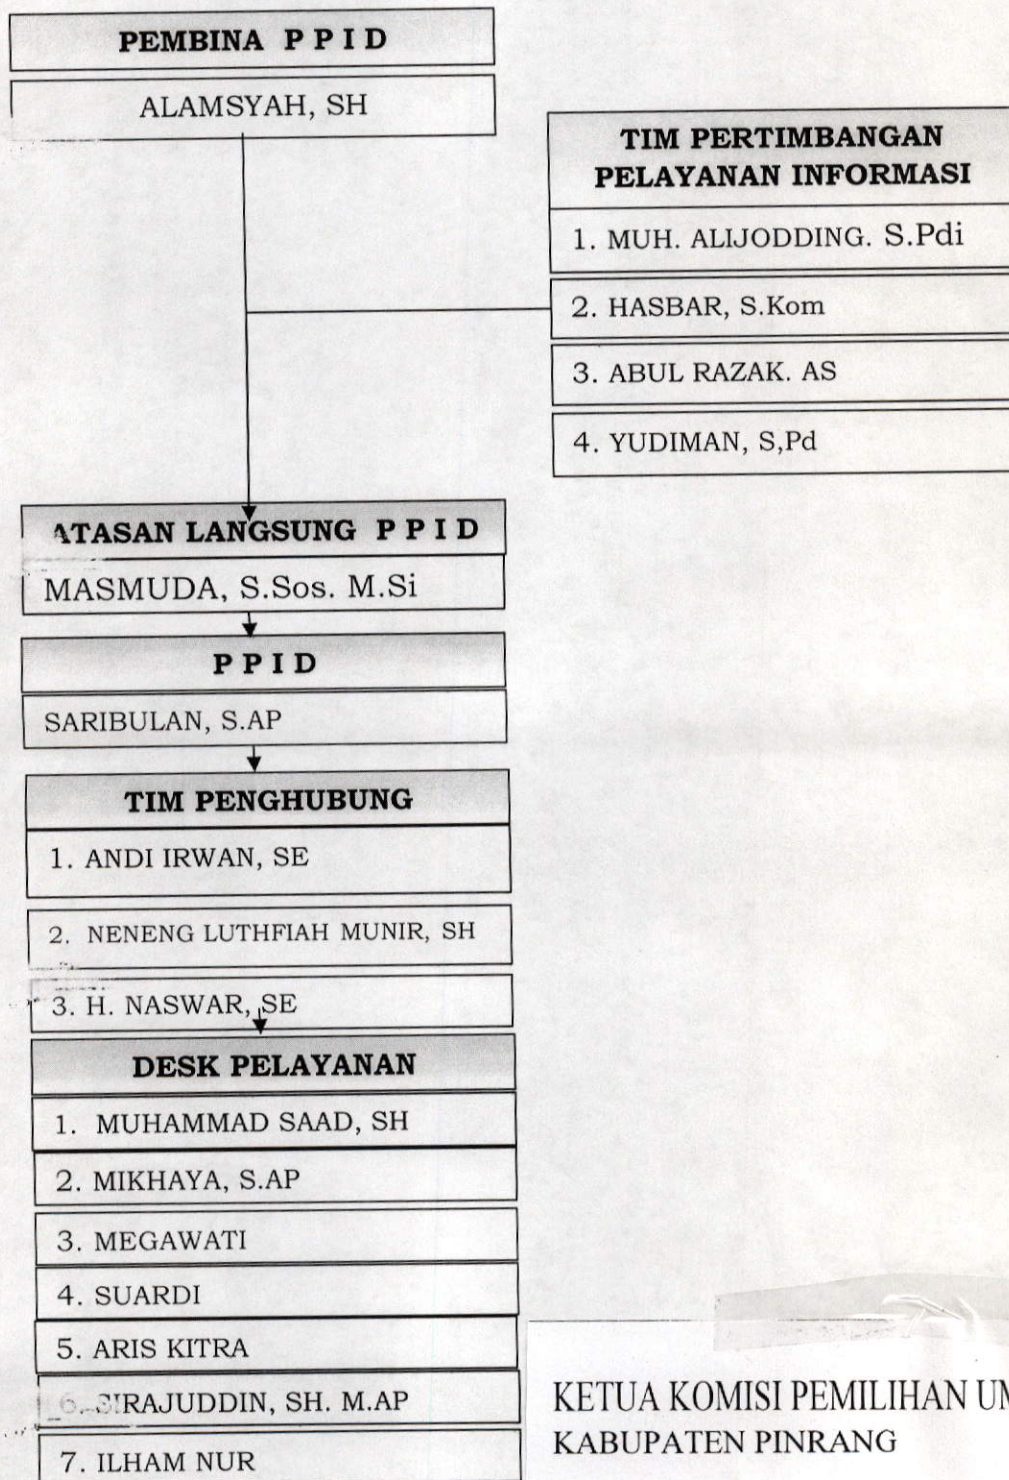 PEMBINA P P I D
ALAMSYAH, SH
TIM PERTIMBANGAN
PELAYANAN INFORMASI
1. MUH. ALIJODDING. S.Pdi
2. HASBAR, S.Kom
3. ABUL RAZAK. AS
4. YUDIMAN, S,Pd
ATASAN LANGSUNG P P I D
MASMUDA, S.Sos. M.Si
P P I D
SARIBULAN, S.AP
TIM PENGHUBUNG
1. ANDI IRWAN, SE
2. NENENG LUTHFIAH MUNIR, SH
3. H. NASWAR, SE
DESK PELAYANAN
1. MUHAMMAD SAAD, SH
2. MIKHAYA, S.AP
3. MEGAWATI
4. SUARDI
5. ARIS KITRA
6. SIRAJUDDIN, SH. M.AP
7. ILHAM NUR
KETUA KOMISI PEMILIHAN UM
KABUPATEN PINRANG